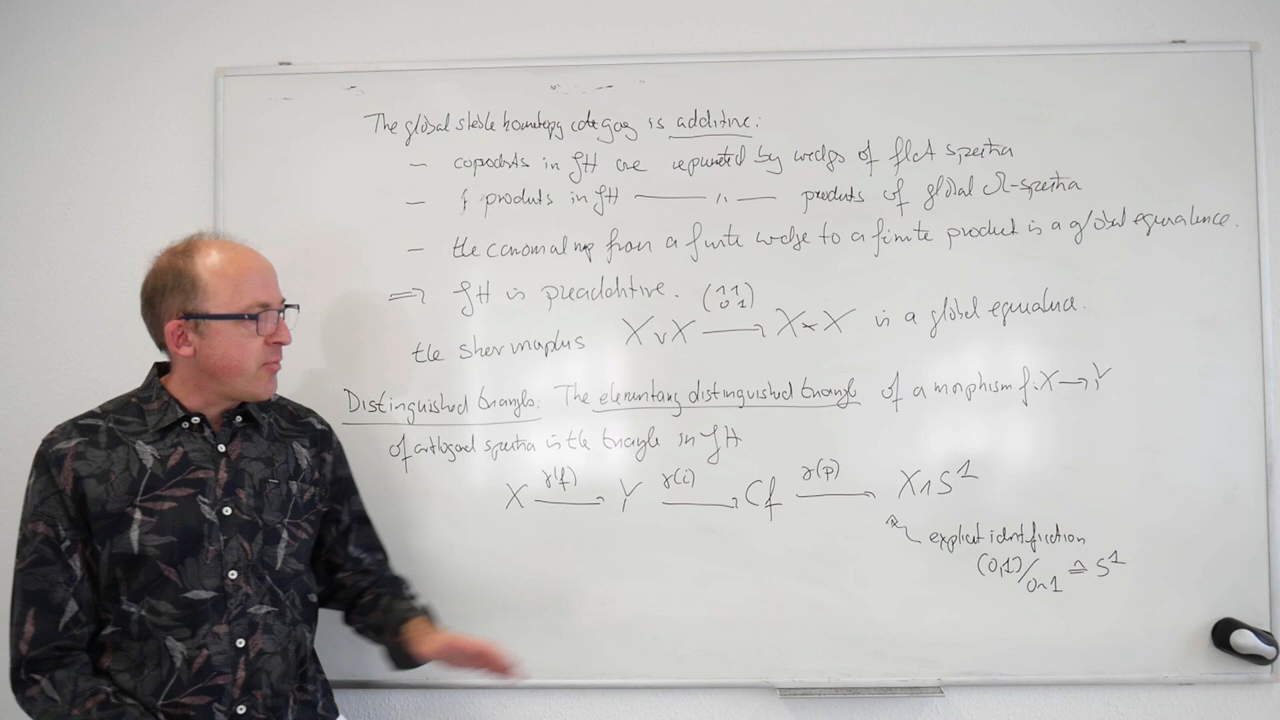 The global stable homotopy category is additive:
– coproducts in GH are represented by wedges of flat spectra
– f products in GH ——— " —— products of global Ω-spectra
– the canonical map from a finite wedge to a finite product is a global equivalence.
⇒ GH is preadditive.
the shear map X∨X ⟶ X×X is a global equivalence.
(1 1
0 1)
Distinguished triangles: The elementary distinguished triangle of a morphism f:X→Y
of orthogonal spectra is the triangle in GH
X —γ(f)→ Y —γ(i)→ Cf —γ(p)→ X∧S¹
explicit identification
[0,1]/0~1 ≅ S¹